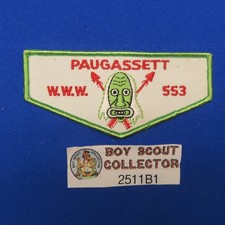 PAUGASSETT
W.W.W. 553
BOY SCOUT
COLLECTOR
2511B1